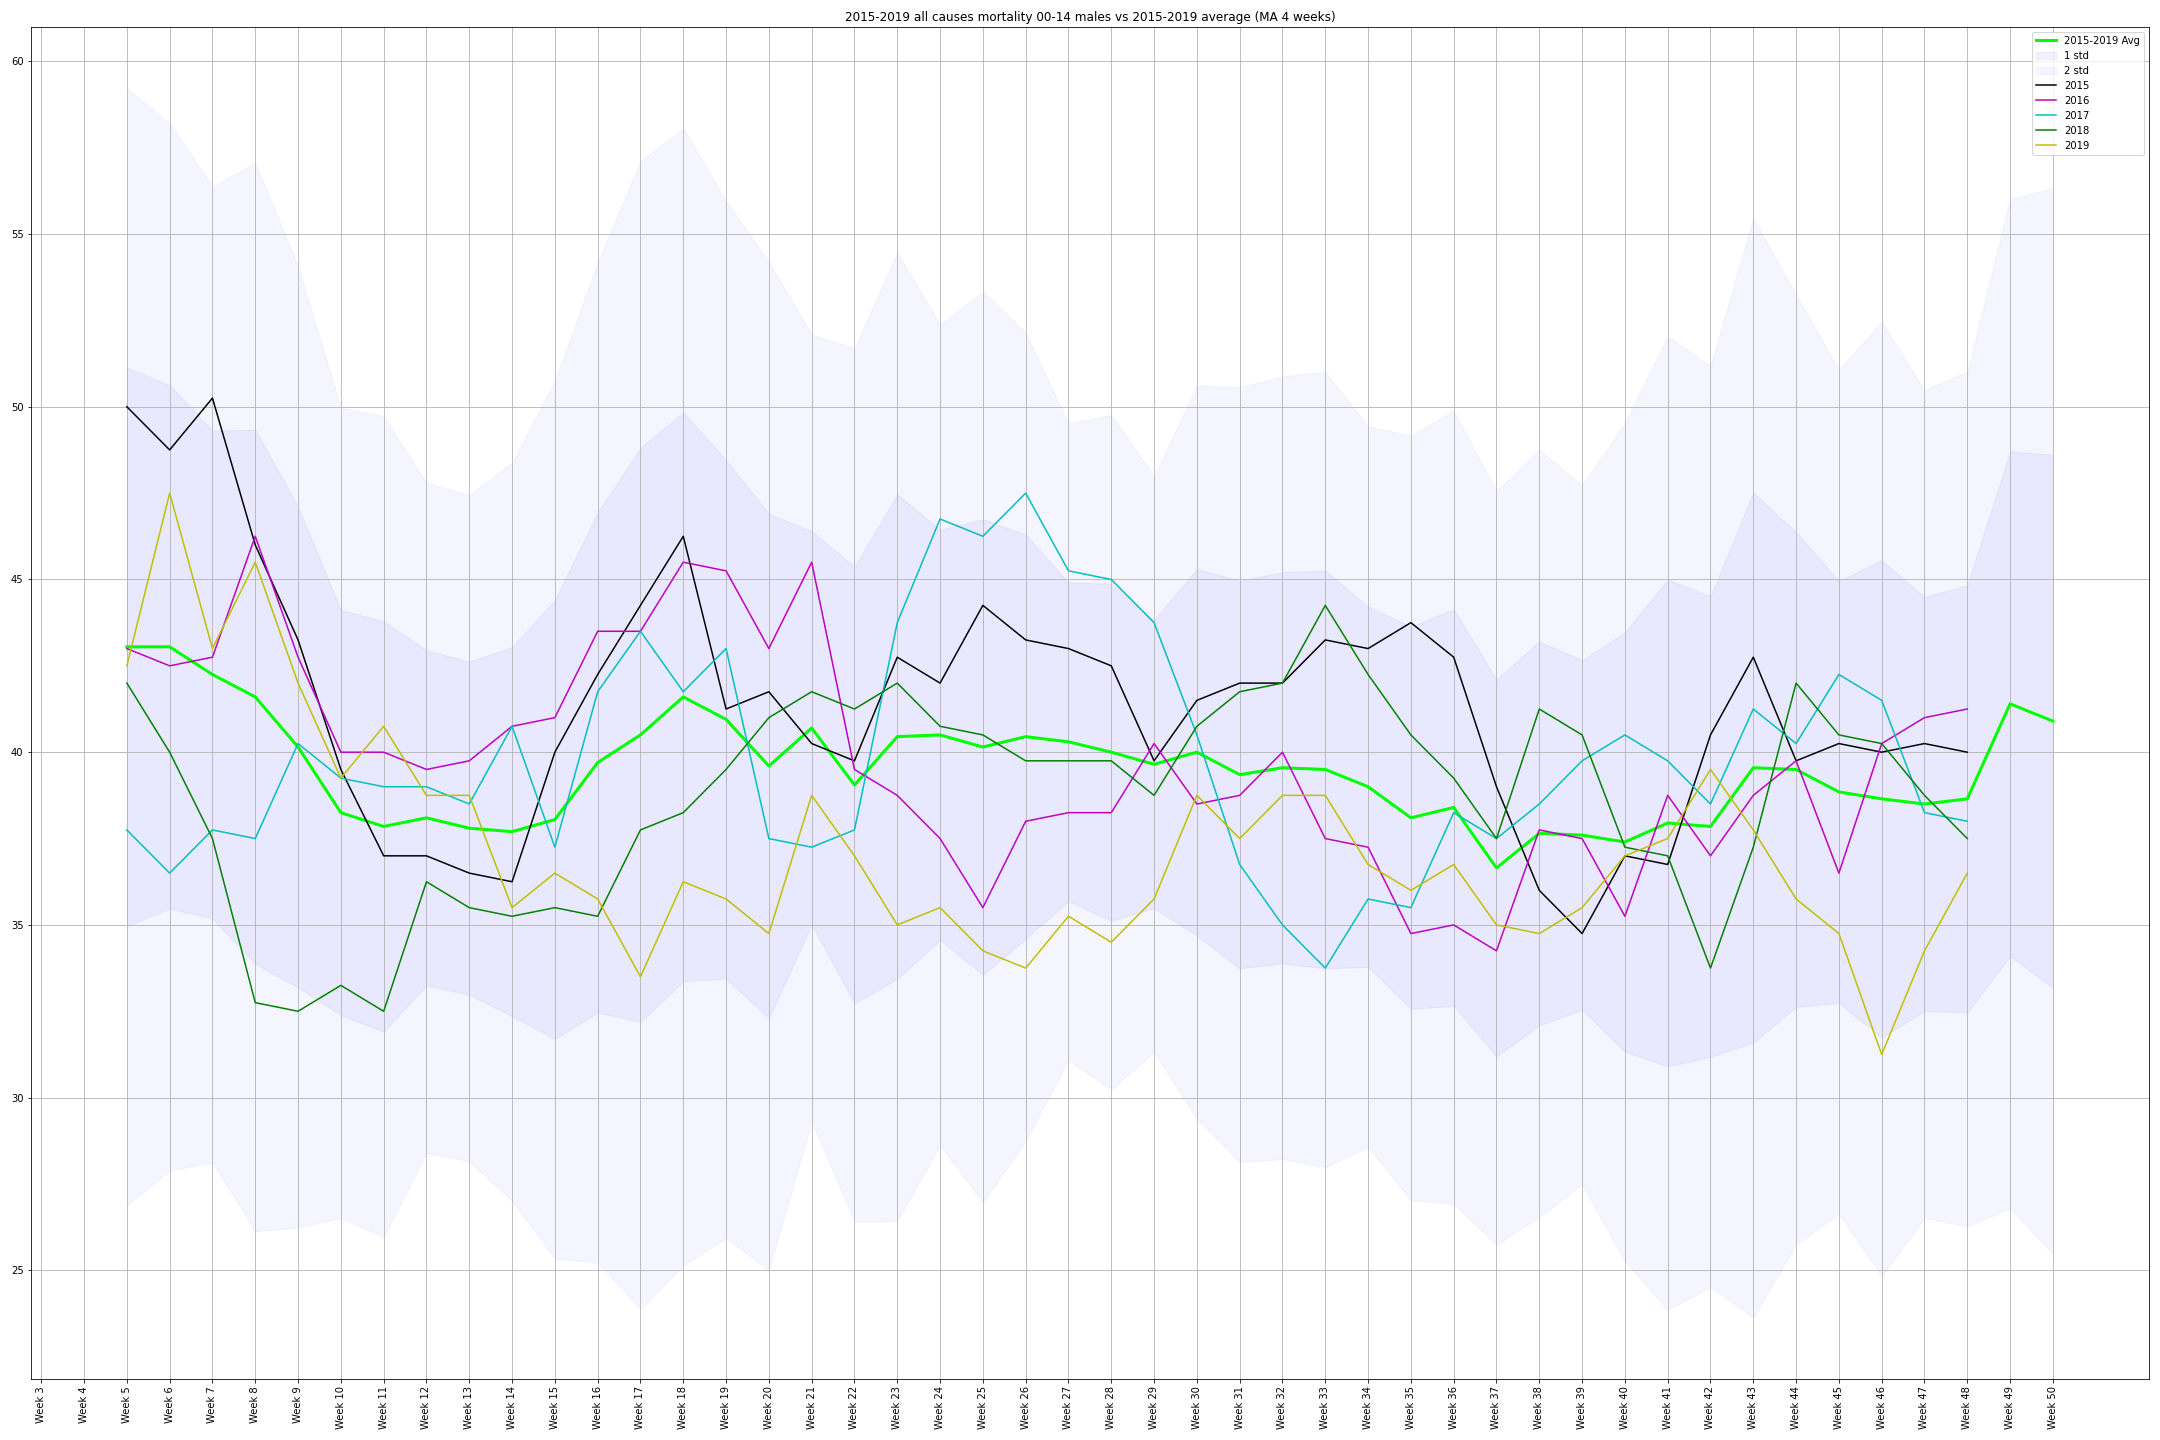 2015-2019 all causes mortality 00-14 males vs 2015-2019 average (MA 4 weeks)
2015-2019 Avg
1 std
2 std
2015
2016
2017
2018
2019
60
55
50
45
40
35
30
25
Week 3
Week 4
Week 5
Week 6
Week 7
Week 8
Week 9
Week 10
Week 11
Week 12
Week 13
Week 14
Week 15
Week 16
Week 17
Week 18
Week 19
Week 20
Week 21
Week 22
Week 23
Week 24
Week 25
Week 26
Week 27
Week 28
Week 29
Week 30
Week 31
Week 32
Week 33
Week 34
Week 35
Week 36
Week 37
Week 38
Week 39
Week 40
Week 41
Week 42
Week 43
Week 44
Week 45
Week 46
Week 47
Week 48
Week 49
Week 50